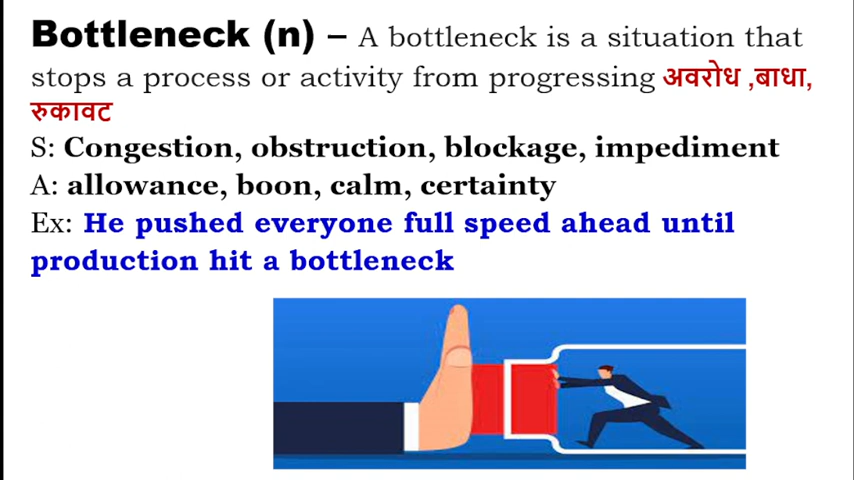 Bottleneck (n) – A bottleneck is a situation that
stops a process or activity from progressing अवरोध ,बाधा,
रुकावट
S: Congestion, obstruction, blockage, impediment
A: allowance, boon, calm, certainty
Ex: He pushed everyone full speed ahead until
production hit a bottleneck